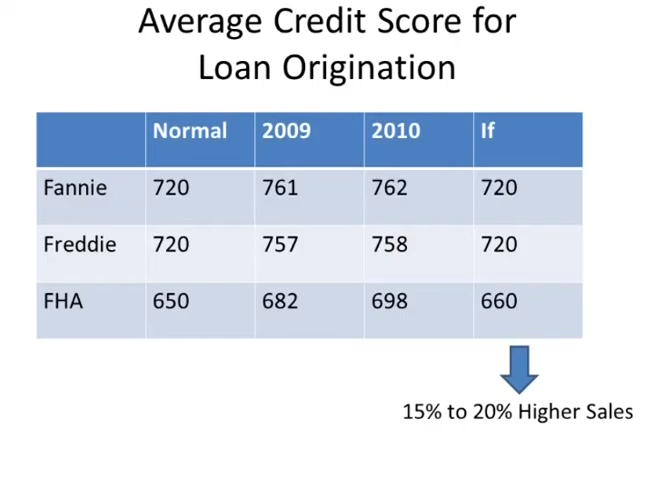 Average Credit Score for
Loan Origination
Normal 2009 2010 If
Fannie 720 761 762 720
Freddie 720 757 758 720
FHA 650 682 698 660
15% to 20% Higher Sales